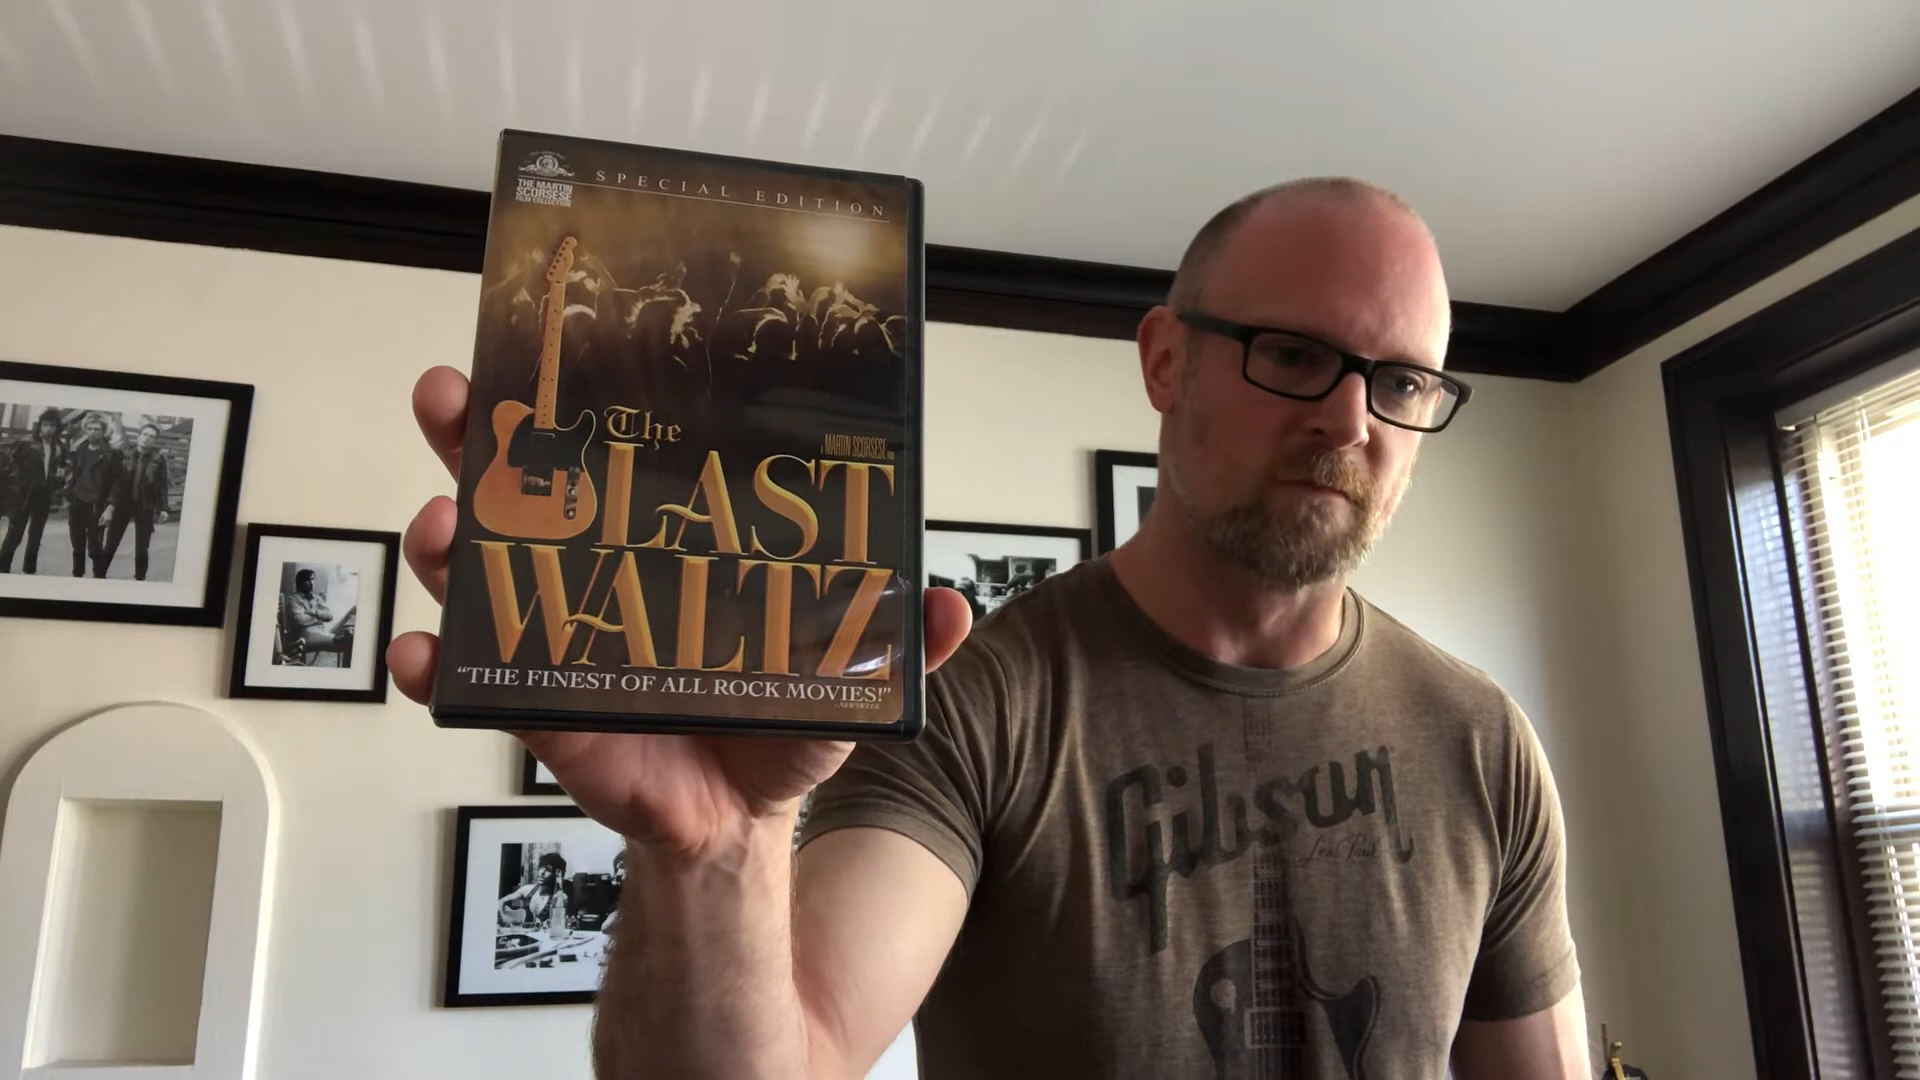 SPECIAL EDITION
THE MARTIN
SCORSESE
FILM COLLECTION
The
A MARTIN SCORSESE FILM
LAST
WALTZ
"THE FINEST OF ALL ROCK MOVIES!"
- NEWSWEEK
Gibson
Les Paul